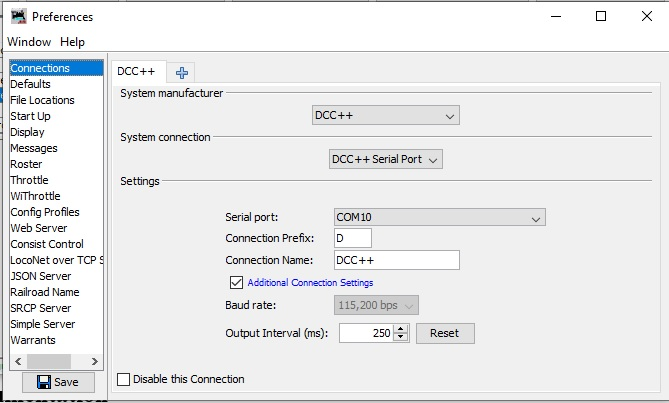 Preferences
Window Help
Connections
Defaults
File Locations
Start Up
Display
Messages
Roster
Throttle
WiThrottle
Config Profiles
Web Server
Consist Control
LocoNet over TCP S
JSON Server
Railroad Name
SRCP Server
Simple Server
Warrants
Save
DCC++
System manufacturer
DCC++
System connection
DCC++ Serial Port
Settings
Serial port: COM10
Connection Prefix: D
Connection Name: DCC++
Additional Connection Settings
Baud rate: 115,200 bps
Output Interval (ms): 250 Reset
Disable this Connection